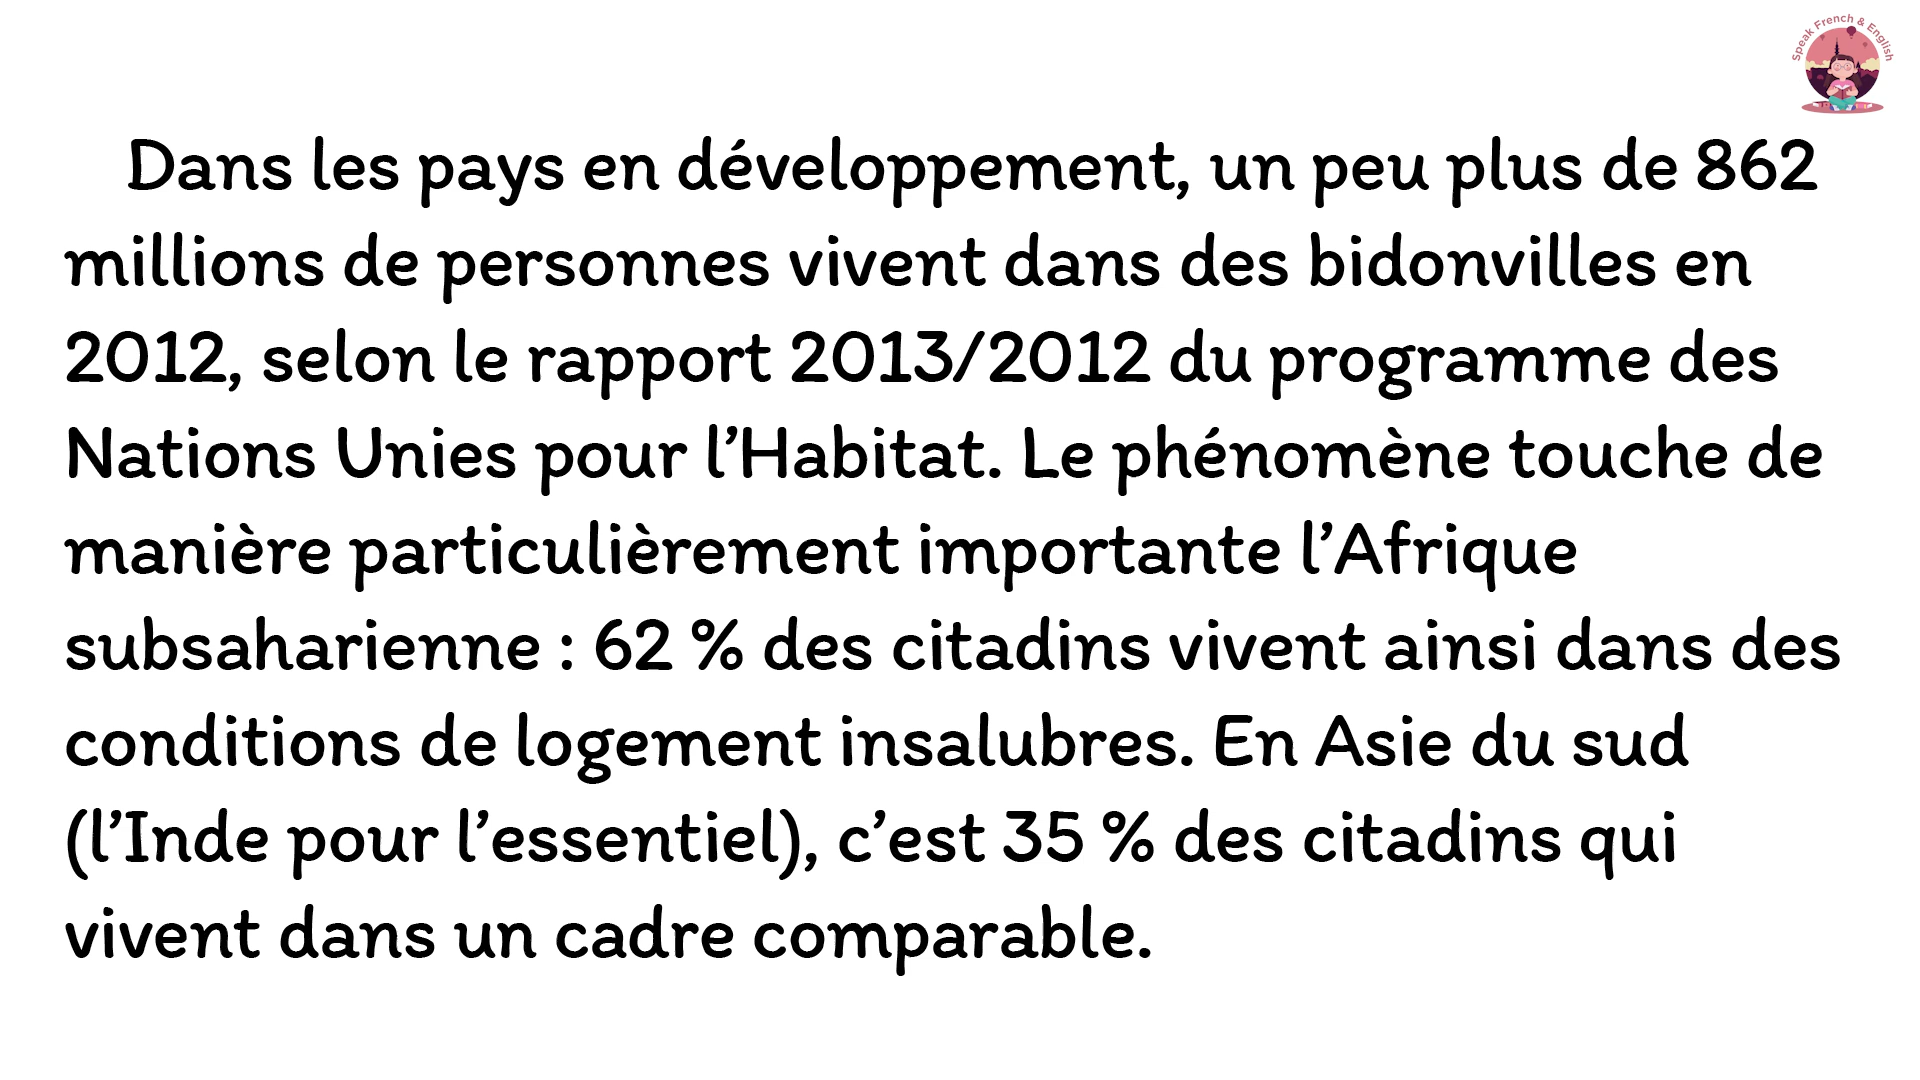 Speak French & English
Dans les pays en développement, un peu plus de 862
millions de personnes vivent dans des bidonvilles en
2012, selon le rapport 2013/2012 du programme des
Nations Unies pour l’Habitat. Le phénomène touche de
manière particulièrement importante l’Afrique
subsaharienne : 62 % des citadins vivent ainsi dans des
conditions de logement insalubres. En Asie du sud
(l’Inde pour l’essentiel), c’est 35 % des citadins qui
vivent dans un cadre comparable.